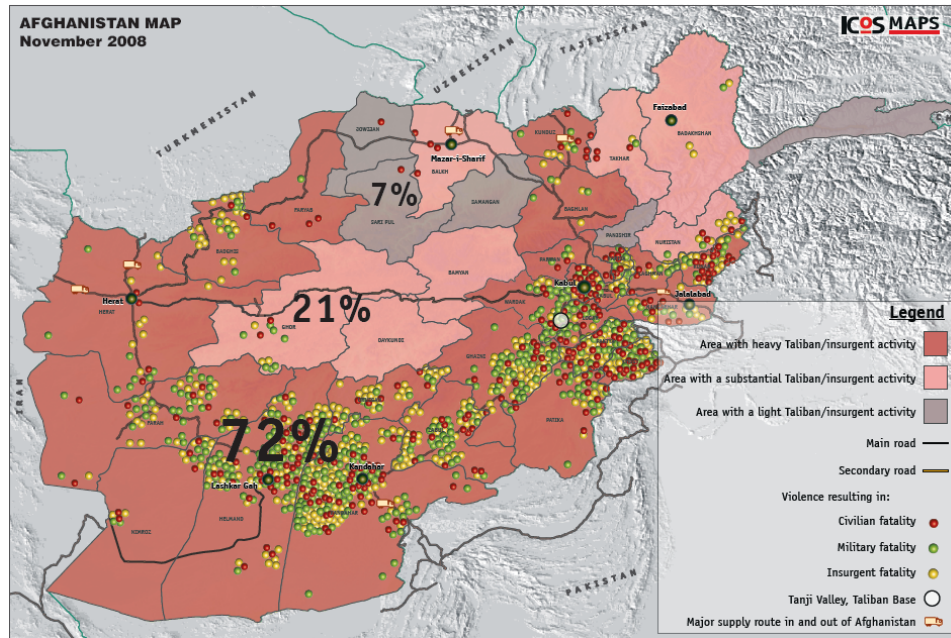 AFGHANISTAN MAP
November 2008
ICOS MAPS
TURKMENISTAN
UZBEKISTAN
TAJIKISTAN
JOWZJAN
Mazar-i-Sharif
BALKH
KUNDUZ
TAKHAR
Faizabad
BADAKHSHAN
7%
SARI PUL
SAMANGAN
BAGHLAN
FARYAB
BADGHIS
PANJSHIR
NURISTAN
BAMYAN
PARWAN
Kabul
KABUL
Jalalabad
WARDAK
Herat
HERAT
21%
GHOR
DAYKUNDI
GHAZNI
IRAN
FARAH
72%
ZABUL
PAKTIKA
Lashkar Gah
Kandahar
KANDAHAR
NIMROZ
HELMAND
PAKISTAN
Legend
Area with heavy Taliban/insurgent activity
Area with a substantial Taliban/insurgent activity
Area with a light Taliban/insurgent activity
Main road
Secondary road
Violence resulting in:
Civilian fatality
Military fatality
Insurgent fatality
Tanji Valley, Taliban Base
Major supply route in and out of Afghanistan